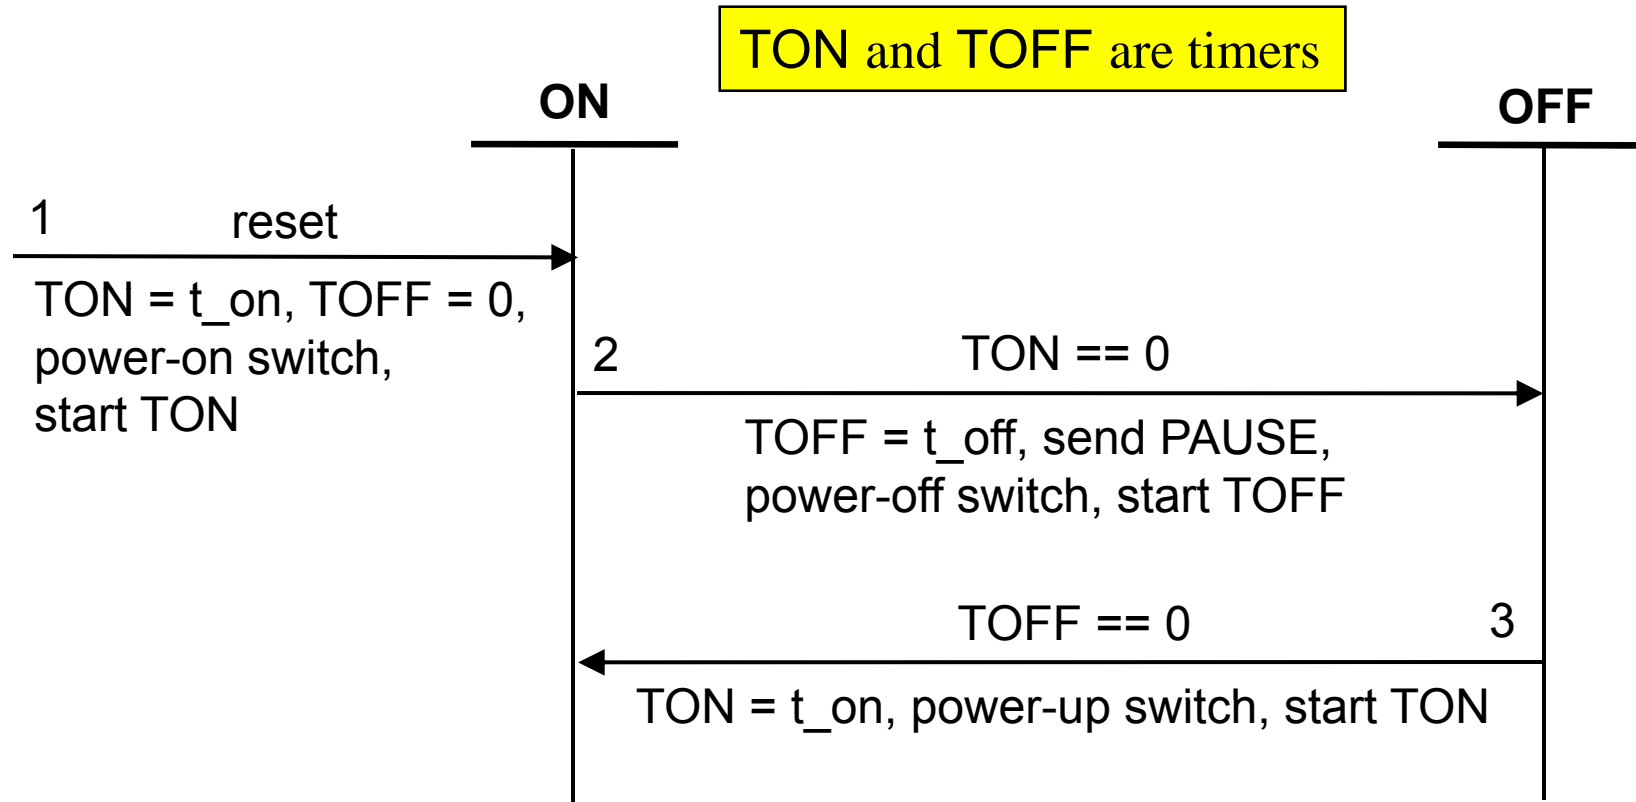 TON and TOFF are timers
ON
OFF
1
reset
TON = t_on, TOFF = 0,
power-on switch,
start TON
2
TON == 0
TOFF = t_off, send PAUSE,
power-off switch, start TOFF
TOFF == 0
3
TON = t_on, power-up switch, start TON